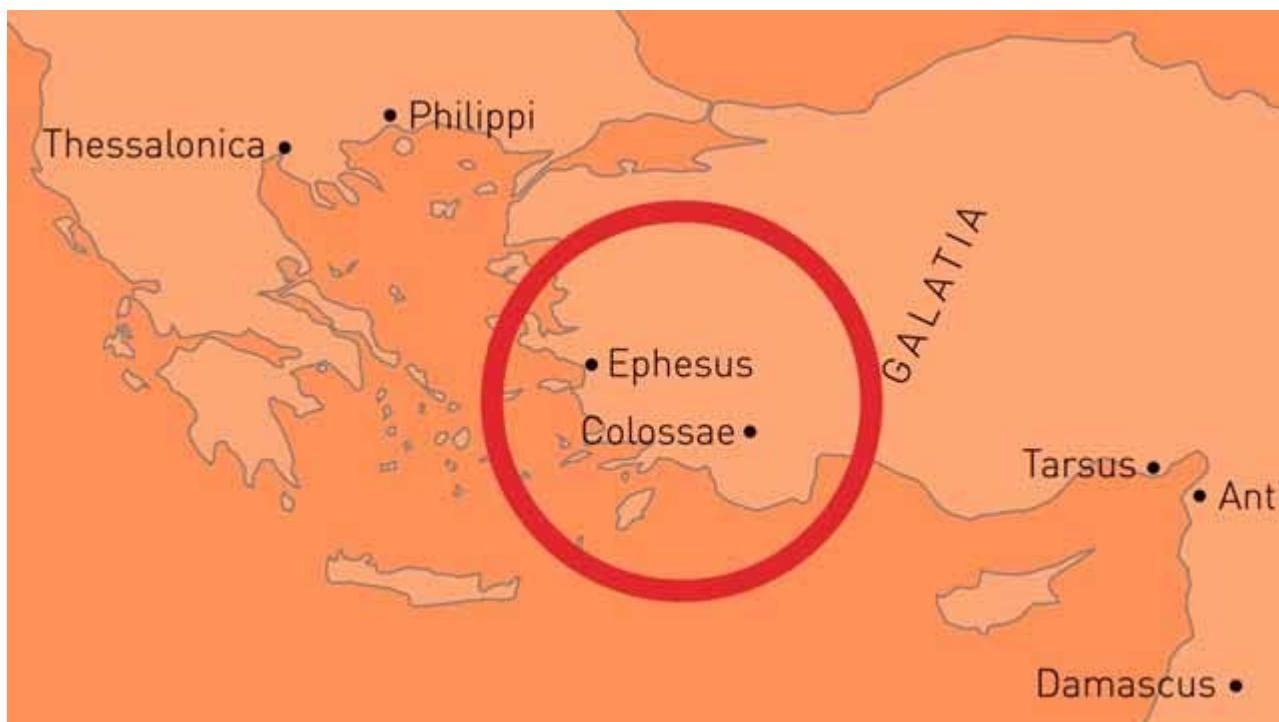 Philippi
Thessalonica
GALATIA
Ephesus
Colossae
Tarsus
Ant
Damascus